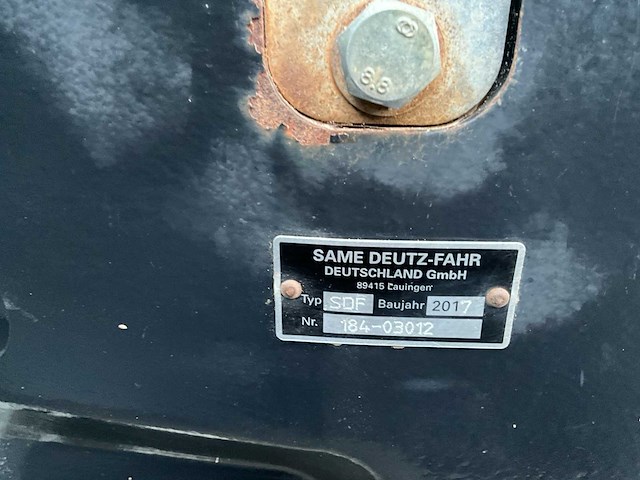 8.8
SAME DEUTZ-FAHR
DEUTSCHLAND GmbH
89415 Lauingen
Typ SDF Baujahr 2017
Nr. 184-03012